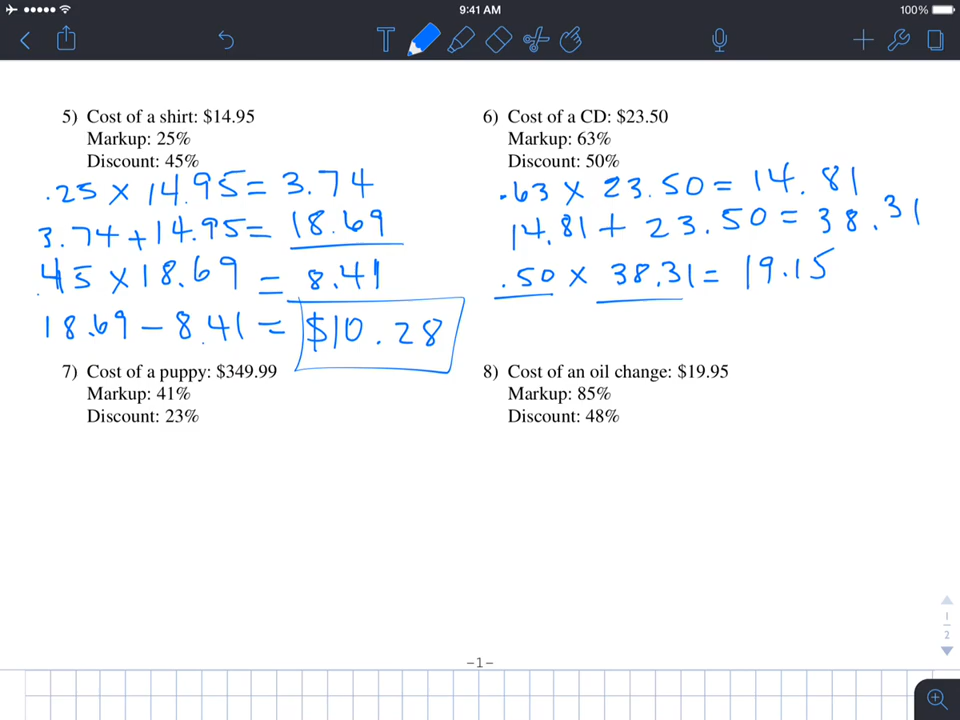 9:41 AM
100%
T
5) Cost of a shirt: $14.95
Markup: 25%
Discount: 45%
.25 × 14.95 = 3.74
3.74 + 14.95 = 18.69
.45 × 18.69 = 8.41
18.69 − 8.41 = $10.28
6) Cost of a CD: $23.50
Markup: 63%
Discount: 50%
.63 × 23.50 = 14.81
14.81 + 23.50 = 38.31
.50 × 38.31 = 19.15
7) Cost of a puppy: $349.99
Markup: 41%
Discount: 23%
8) Cost of an oil change: $19.95
Markup: 85%
Discount: 48%
1
2
-1-